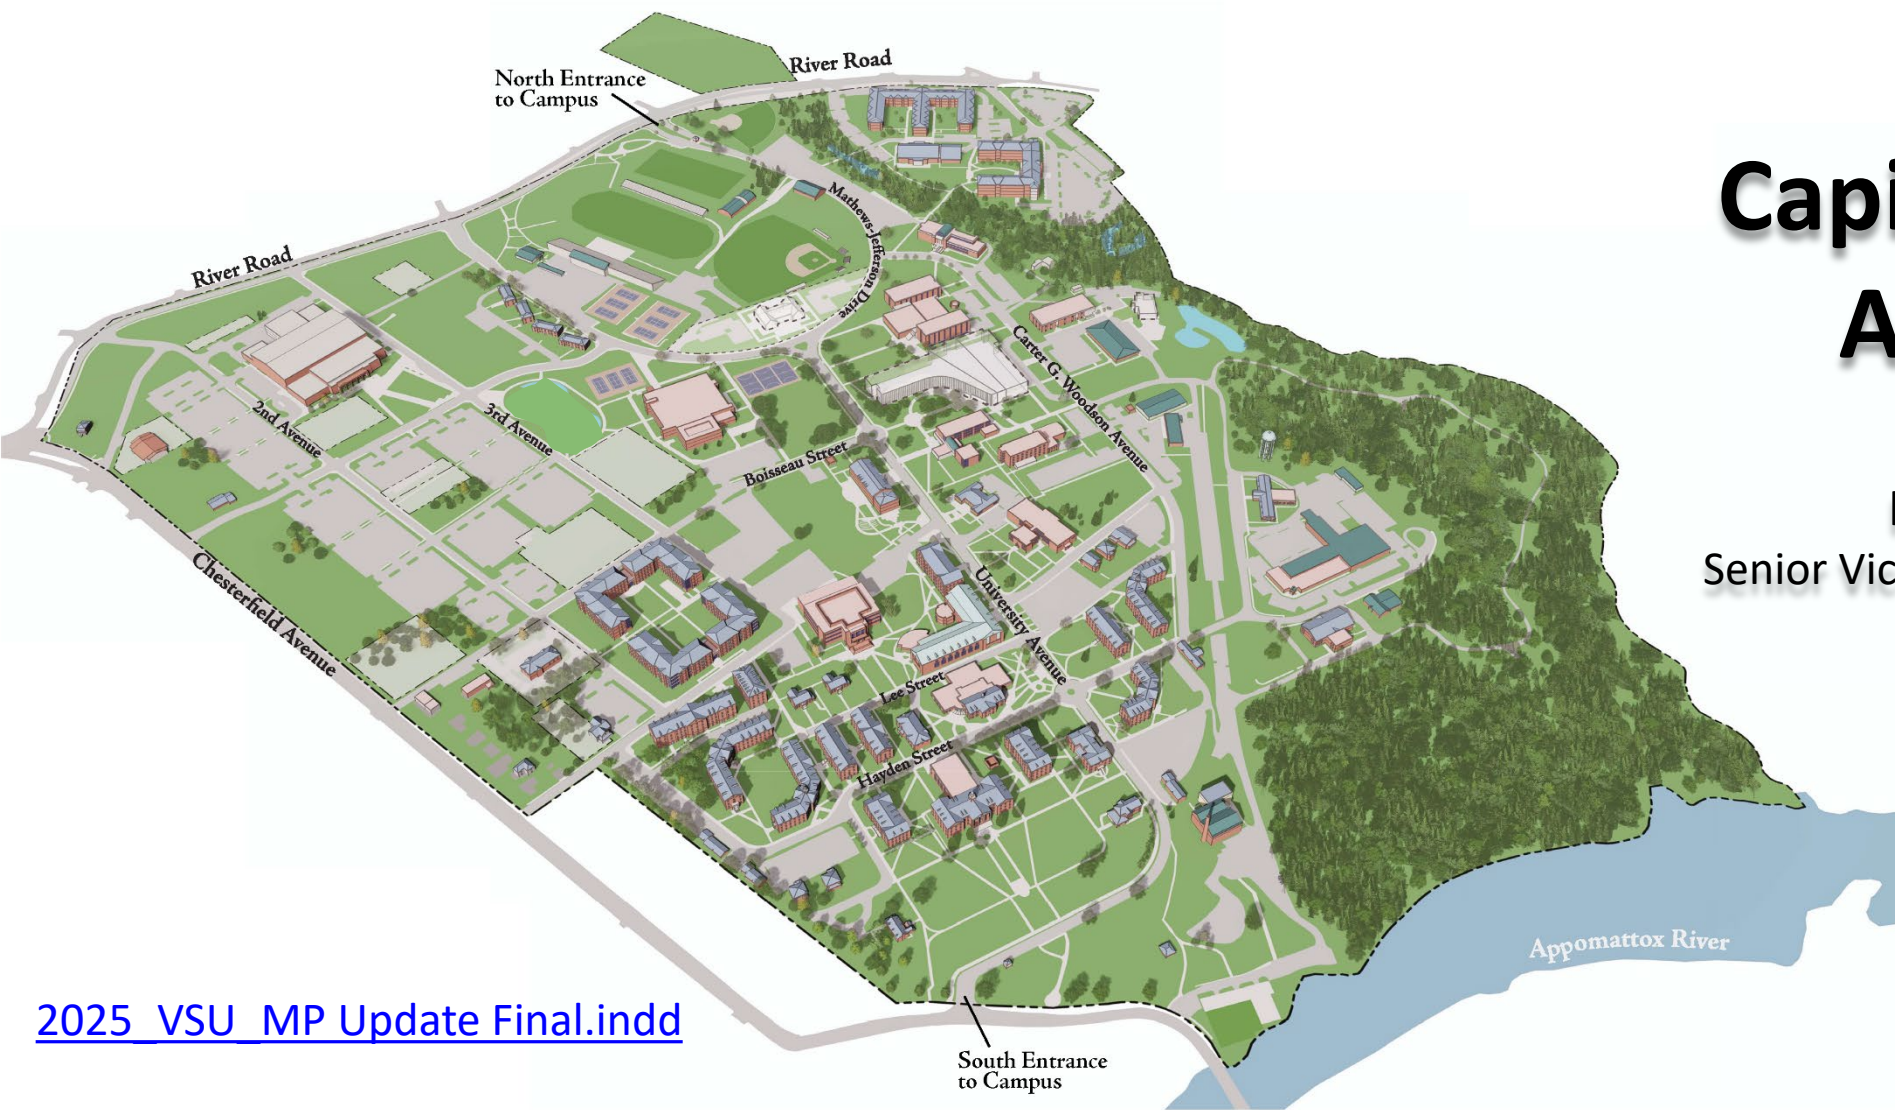 River Road
North Entrance
to Campus
Mathews-Jefferson Drive
River Road
Carter G. Woodson Avenue
2nd Avenue
3rd Avenue
Boisseau Street
Chesterfield Avenue
University Avenue
Lee Street
Hayden Street
Appomattox River
South Entrance
to Campus
2025_VSU_MP Update Final.indd
Capi
A
Senior Vic